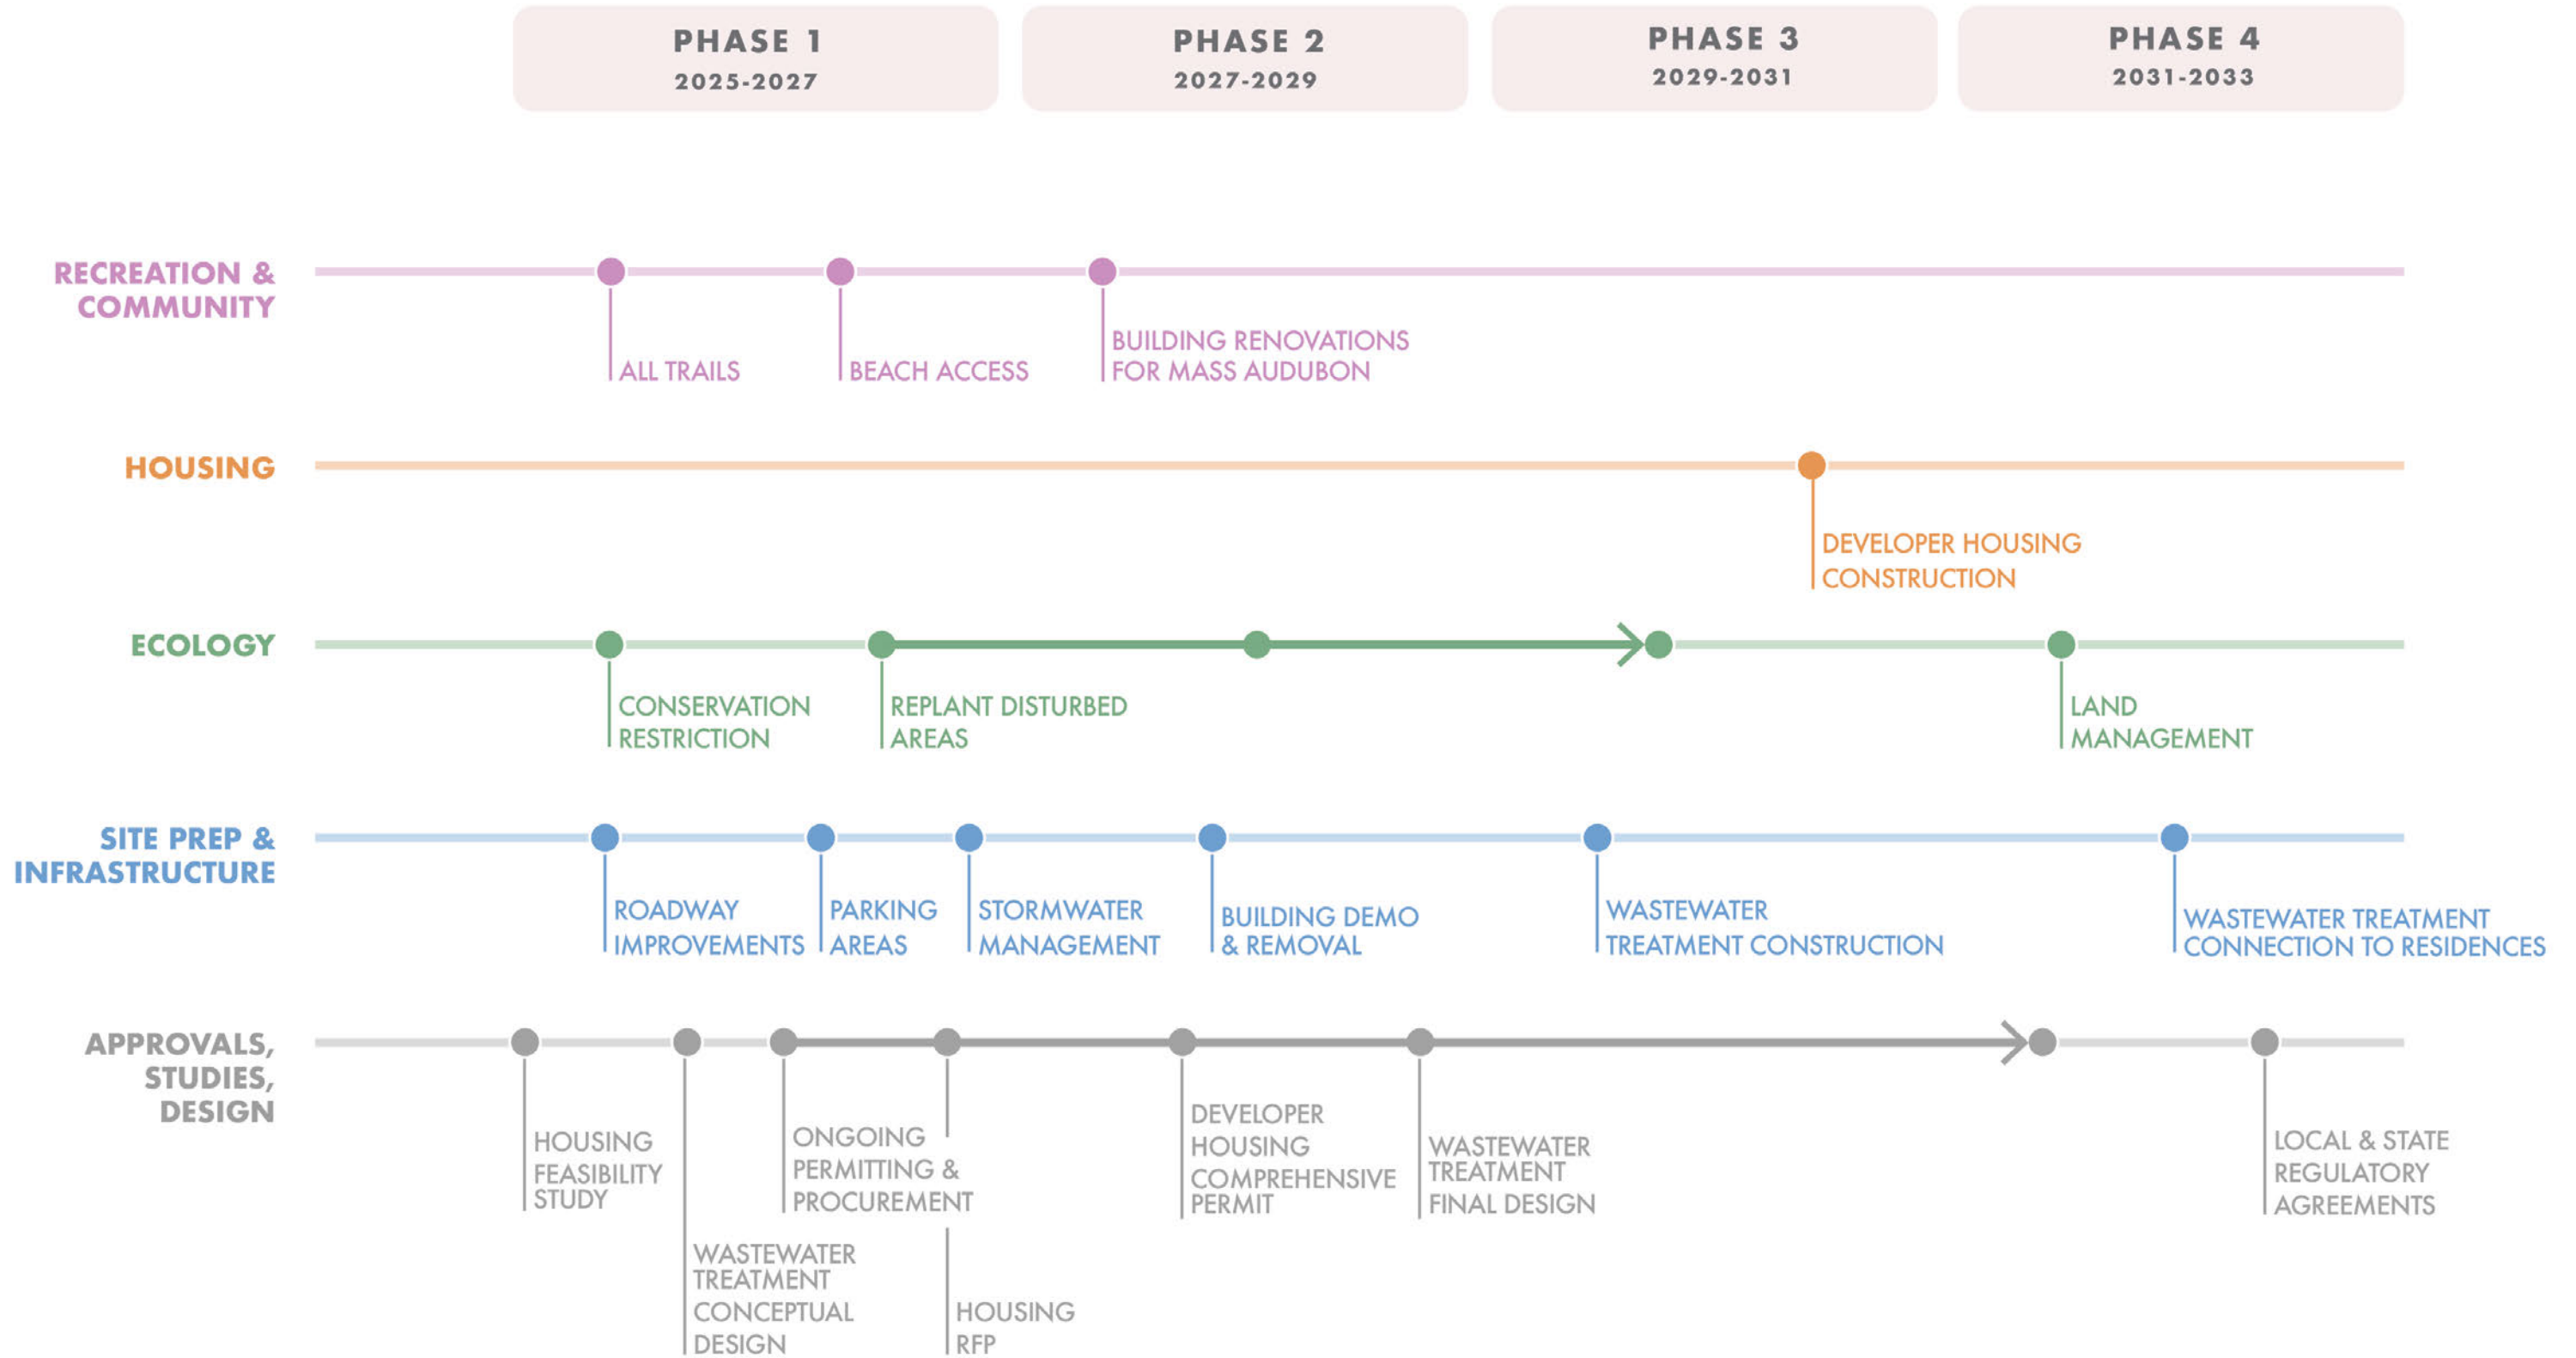 PHASE 1
2025-2027
PHASE 2
2027-2029
PHASE 3
2029-2031
PHASE 4
2031-2033
RECREATION &
COMMUNITY
ALL TRAILS
BEACH ACCESS
BUILDING RENOVATIONS
FOR MASS AUDUBON
HOUSING
DEVELOPER HOUSING
CONSTRUCTION
ECOLOGY
CONSERVATION
RESTRICTION
REPLANT DISTURBED
AREAS
LAND
MANAGEMENT
SITE PREP &
INFRASTRUCTURE
ROADWAY
IMPROVEMENTS
PARKING
AREAS
STORMWATER
MANAGEMENT
BUILDING DEMO
& REMOVAL
WASTEWATER
TREATMENT CONSTRUCTION
WASTEWATER TREATMENT
CONNECTION TO RESIDENCES
APPROVALS,
STUDIES,
DESIGN
HOUSING
FEASIBILITY
STUDY
WASTEWATER
TREATMENT
CONCEPTUAL
DESIGN
ONGOING
PERMITTING &
PROCUREMENT
HOUSING
RFP
DEVELOPER
HOUSING
COMPREHENSIVE
PERMIT
WASTEWATER
TREATMENT
FINAL DESIGN
LOCAL & STATE
REGULATORY
AGREEMENTS